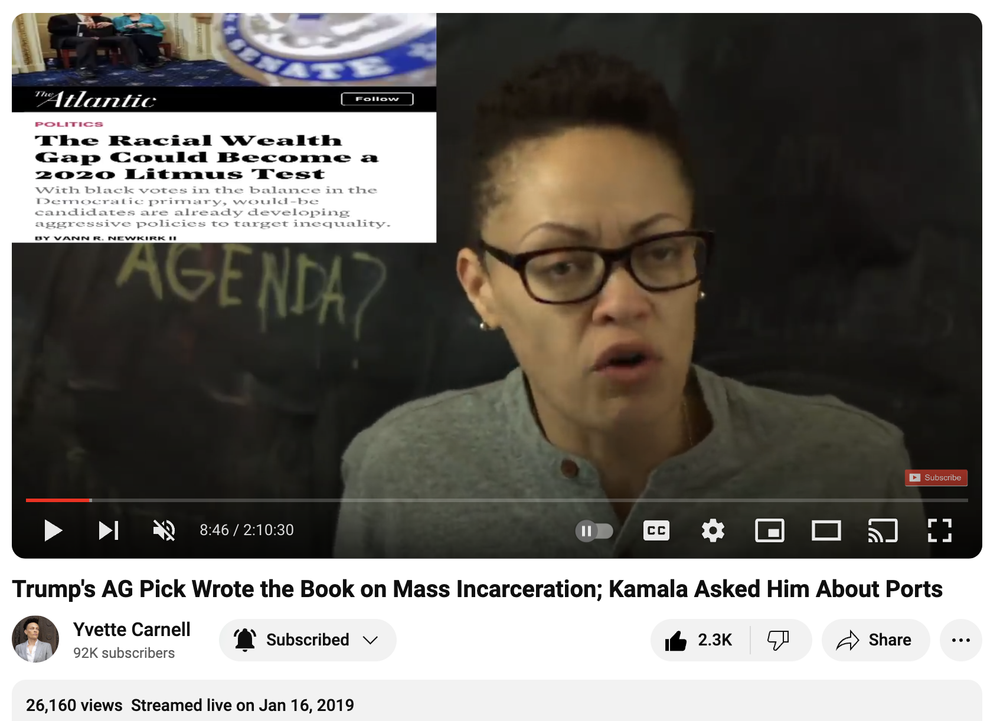 SENATE
The Atlantic
Follow
POLITICS
The Racial Wealth
Gap Could Become a
2020 Litmus Test
With black votes in the balance in the
Democratic primary, would-be
candidates are already developing
aggressive policies to target inequality.
BY VANN R. NEWKIRK II
AGENDA?
Subscribe
8:46 / 2:10:30
CC
Trump's AG Pick Wrote the Book on Mass Incarceration; Kamala Asked Him About Ports
Yvette Carnell
92K subscribers
Subscribed
2.3K
Share
26,160 views Streamed live on Jan 16, 2019